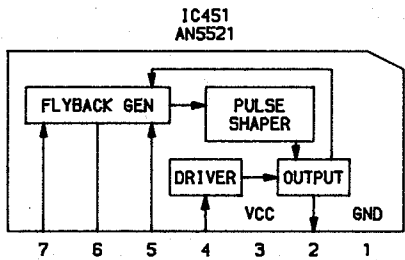 IC451
AN5521
FLYBACK GEN
PULSE
SHAPER
DRIVER
OUTPUT
VCC
GND
7 6 5 4 3 2 1